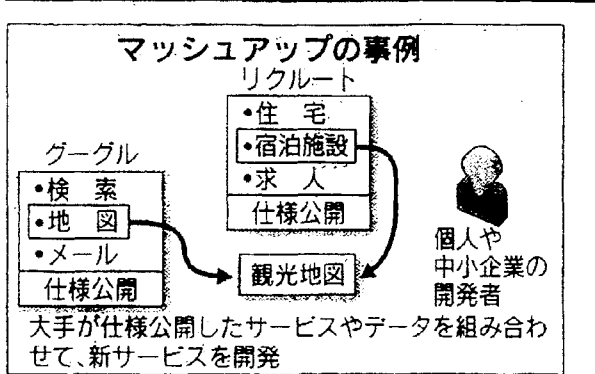 マッシュアップの事例
リクルート
•住　宅
•宿泊施設
•求　人
仕様公開
グーグル
•検　索
•地　図
•メール
仕様公開
観光地図
個人や
中小企業の
開発者
大手が仕様公開したサービスやデータを組み合わ
せて、新サービスを開発